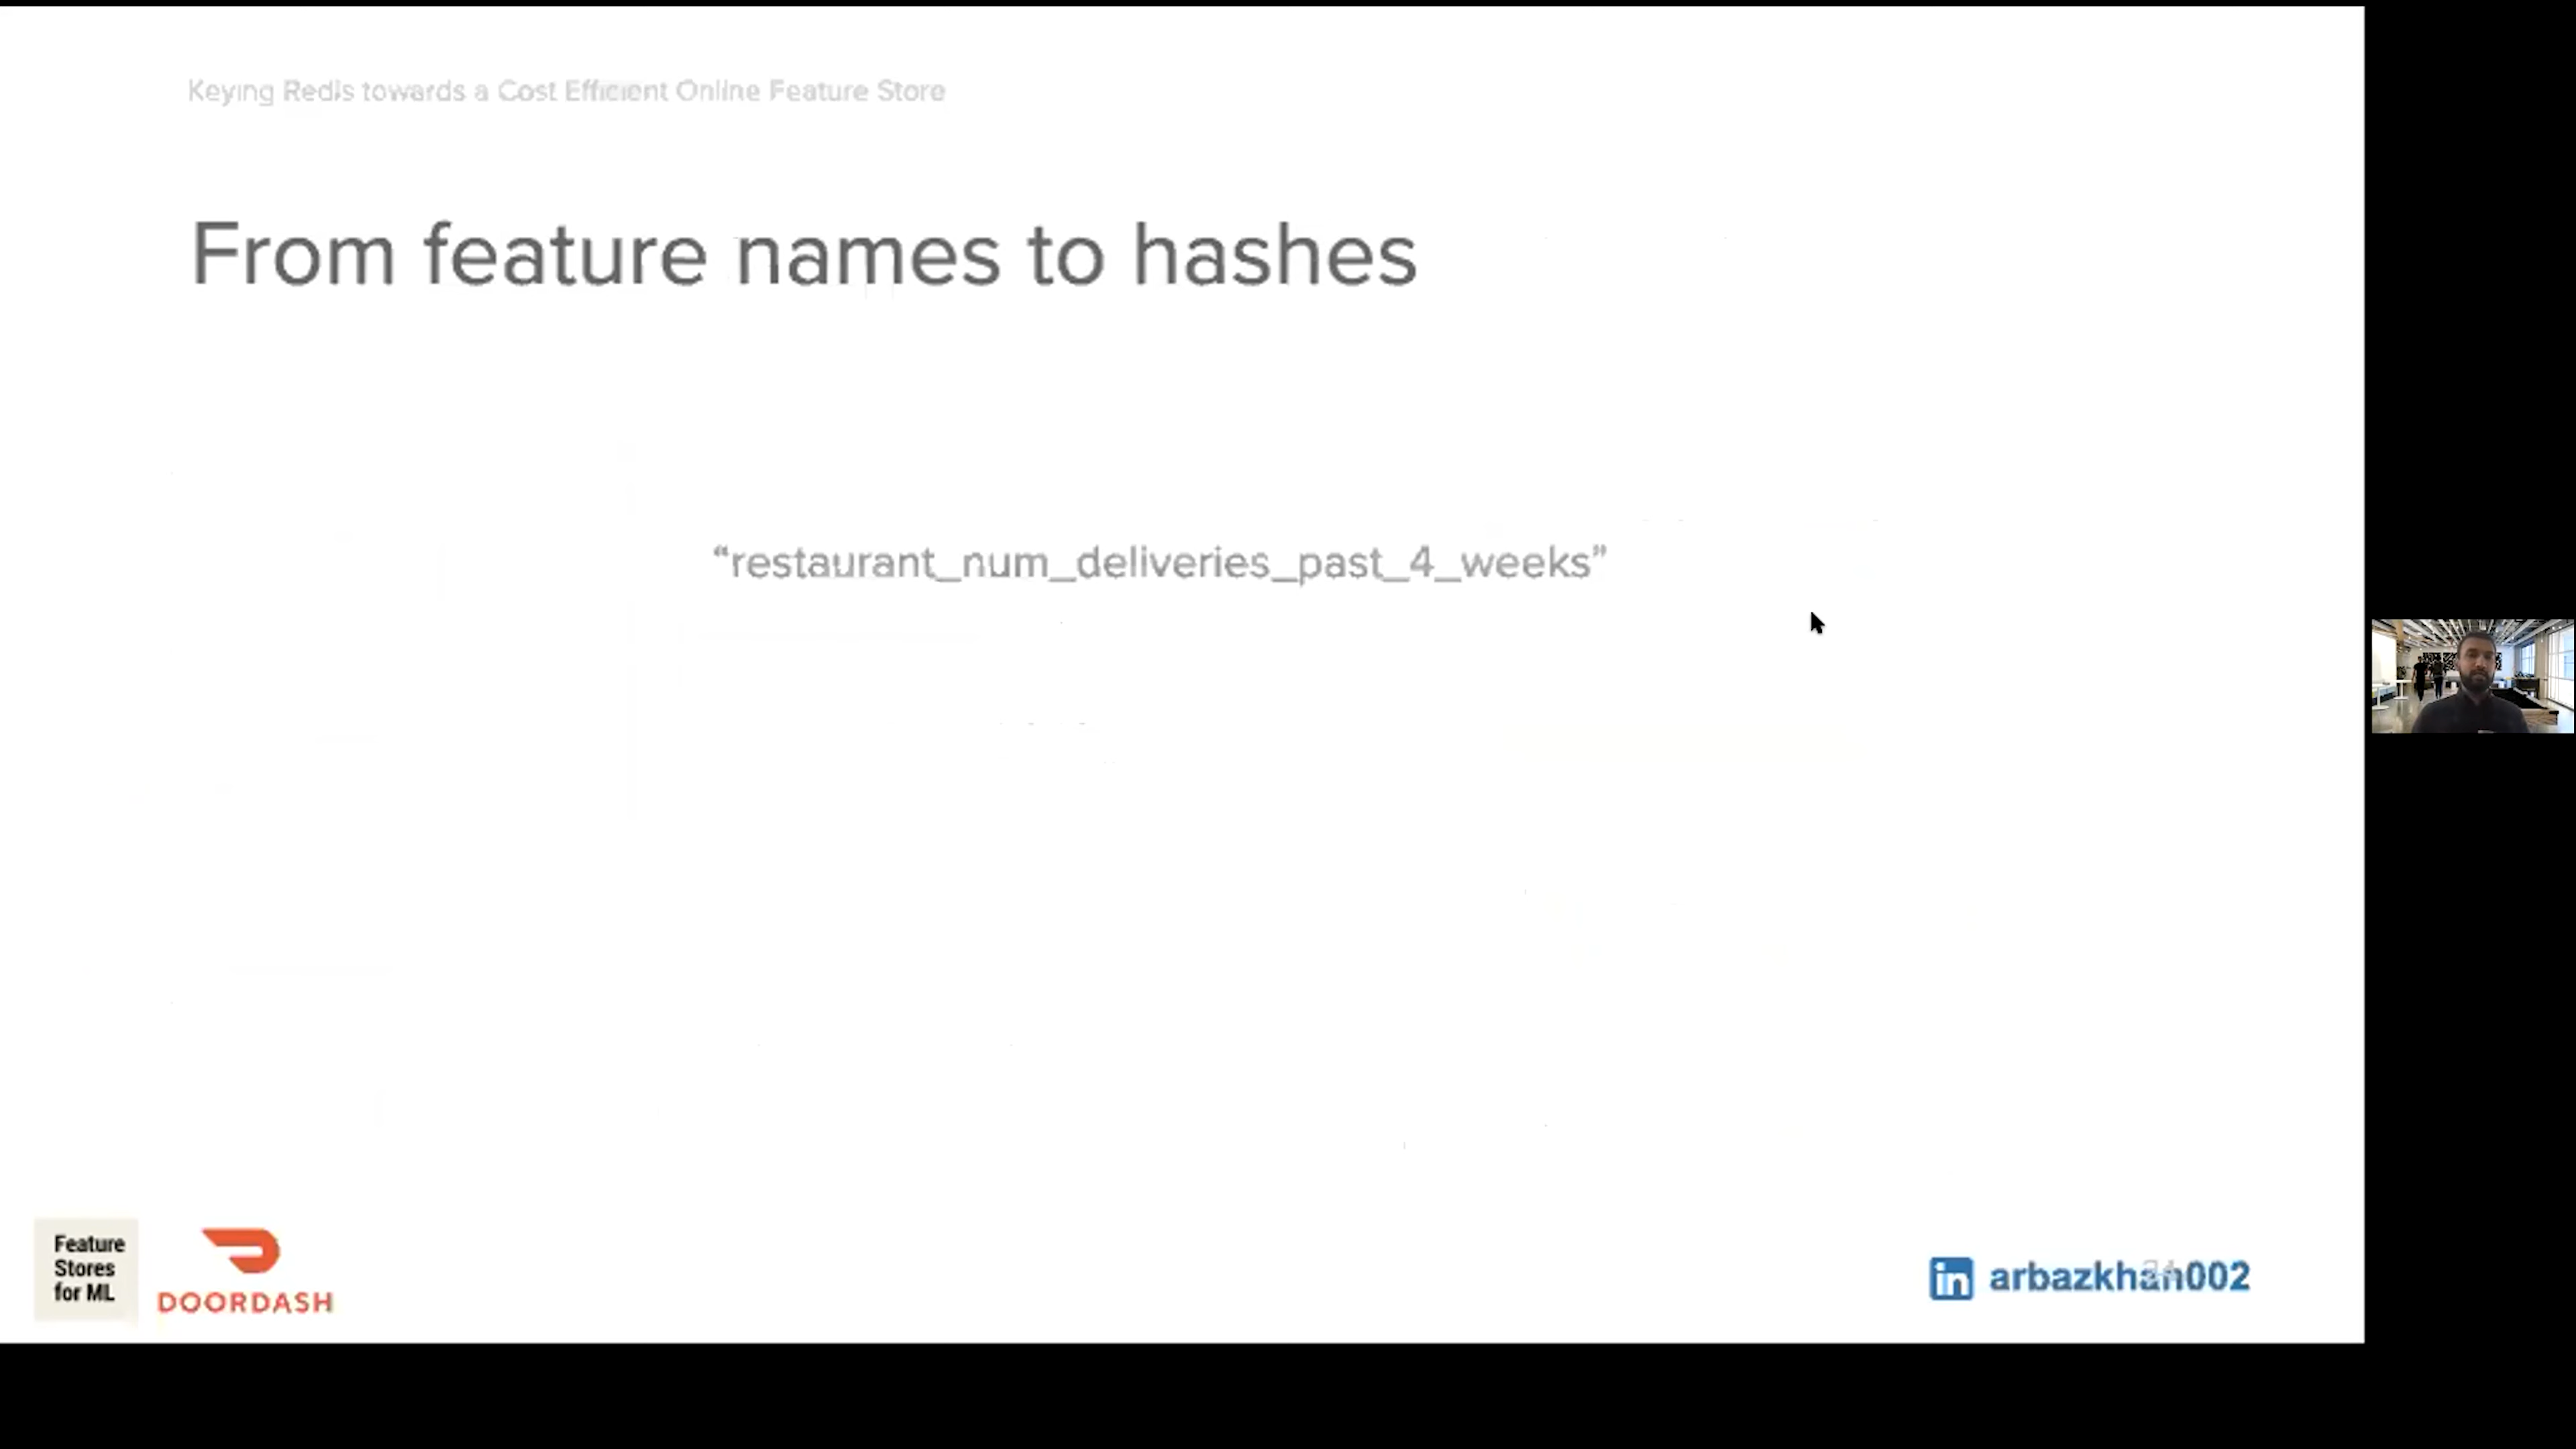 Keying Redis towards a Cost Efficient Online Feature Store
From feature names to hashes
“restaurant_num_deliveries_past_4_weeks”
Feature
Stores
for ML
DOORDASH
in arbazkhan002